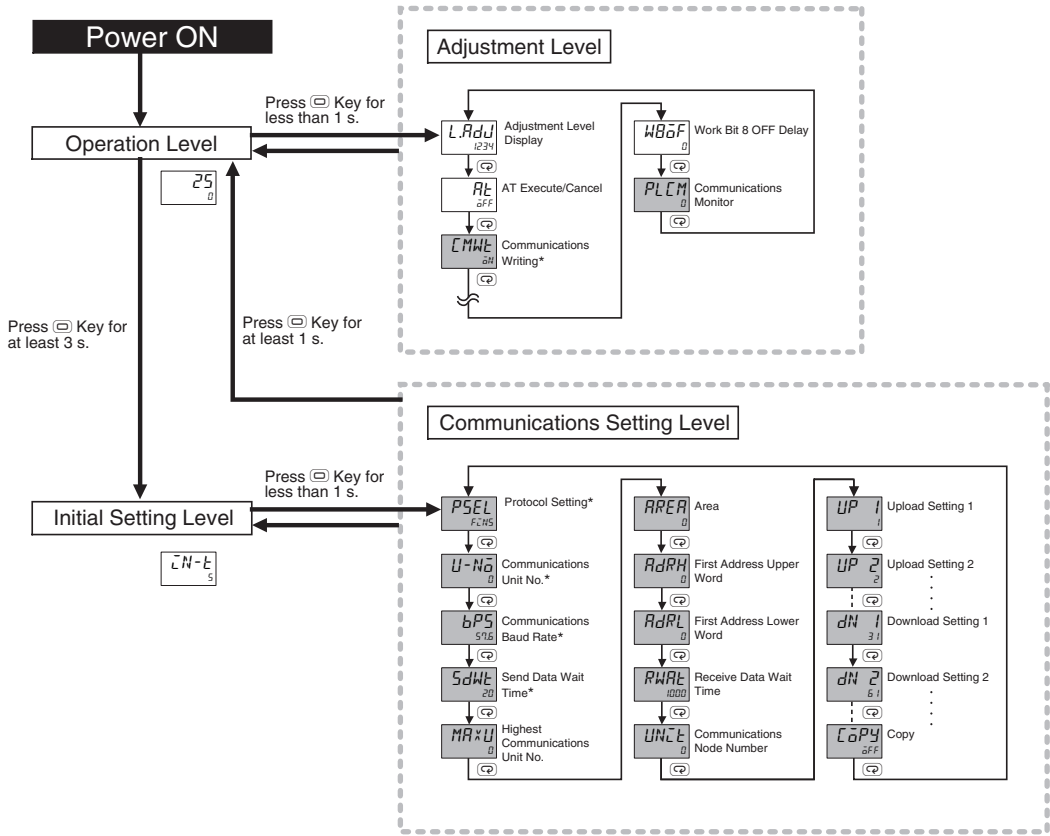 Power ON
Operation Level
25
0
Press Key for
less than 1 s.
Press Key for
at least 3 s.
Press Key for
at least 1 s.
Adjustment Level
L.AdJ
1234
Adjustment Level
Display
At
oFF
AT Execute/Cancel
CMWt
oN
Communications
Writing*
W8oF
0
Work Bit 8 OFF Delay
PLCM
0
Communications
Monitor
Initial Setting Level
iN-t
5
Press Key for
less than 1 s.
Communications Setting Level
PSEL
FiNS
Protocol Setting*
U-No
0
Communications
Unit No.*
bPS
57.6
Communications
Baud Rate*
SdWt
20
Send Data Wait
Time*
MAxU
0
Highest
Communications
Unit No.
AREA
0
Area
AdRH
0
First Address Upper
Word
AdRL
0
First Address Lower
Word
RWAt
1000
Receive Data Wait
Time
UNit
0
Communications
Node Number
UP 1
1
Upload Setting 1
UP 2
2
Upload Setting 2
dN 1
31
Download Setting 1
dN 2
61
Download Setting 2
CoPY
oFF
Copy